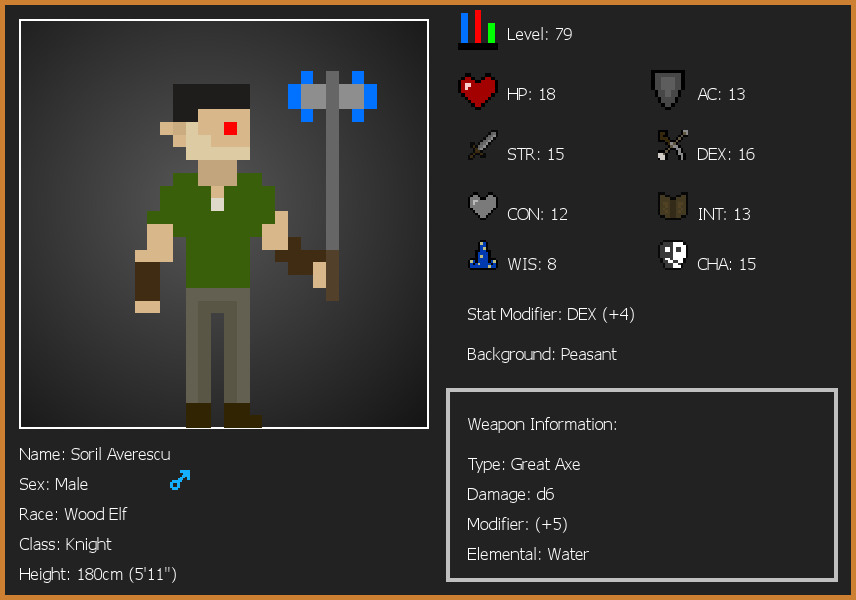 Level: 79
HP: 18
AC: 13
STR: 15
DEX: 16
CON: 12
INT: 13
WIS: 8
CHA: 15
Stat Modifier: DEX (+4)
Background: Peasant
Weapon Information:
Type: Great Axe
Damage: d6
Modifier: (+5)
Elemental: Water
Name: Soril Averescu
Sex: Male
Race: Wood Elf
Class: Knight
Height: 180cm (5'11")